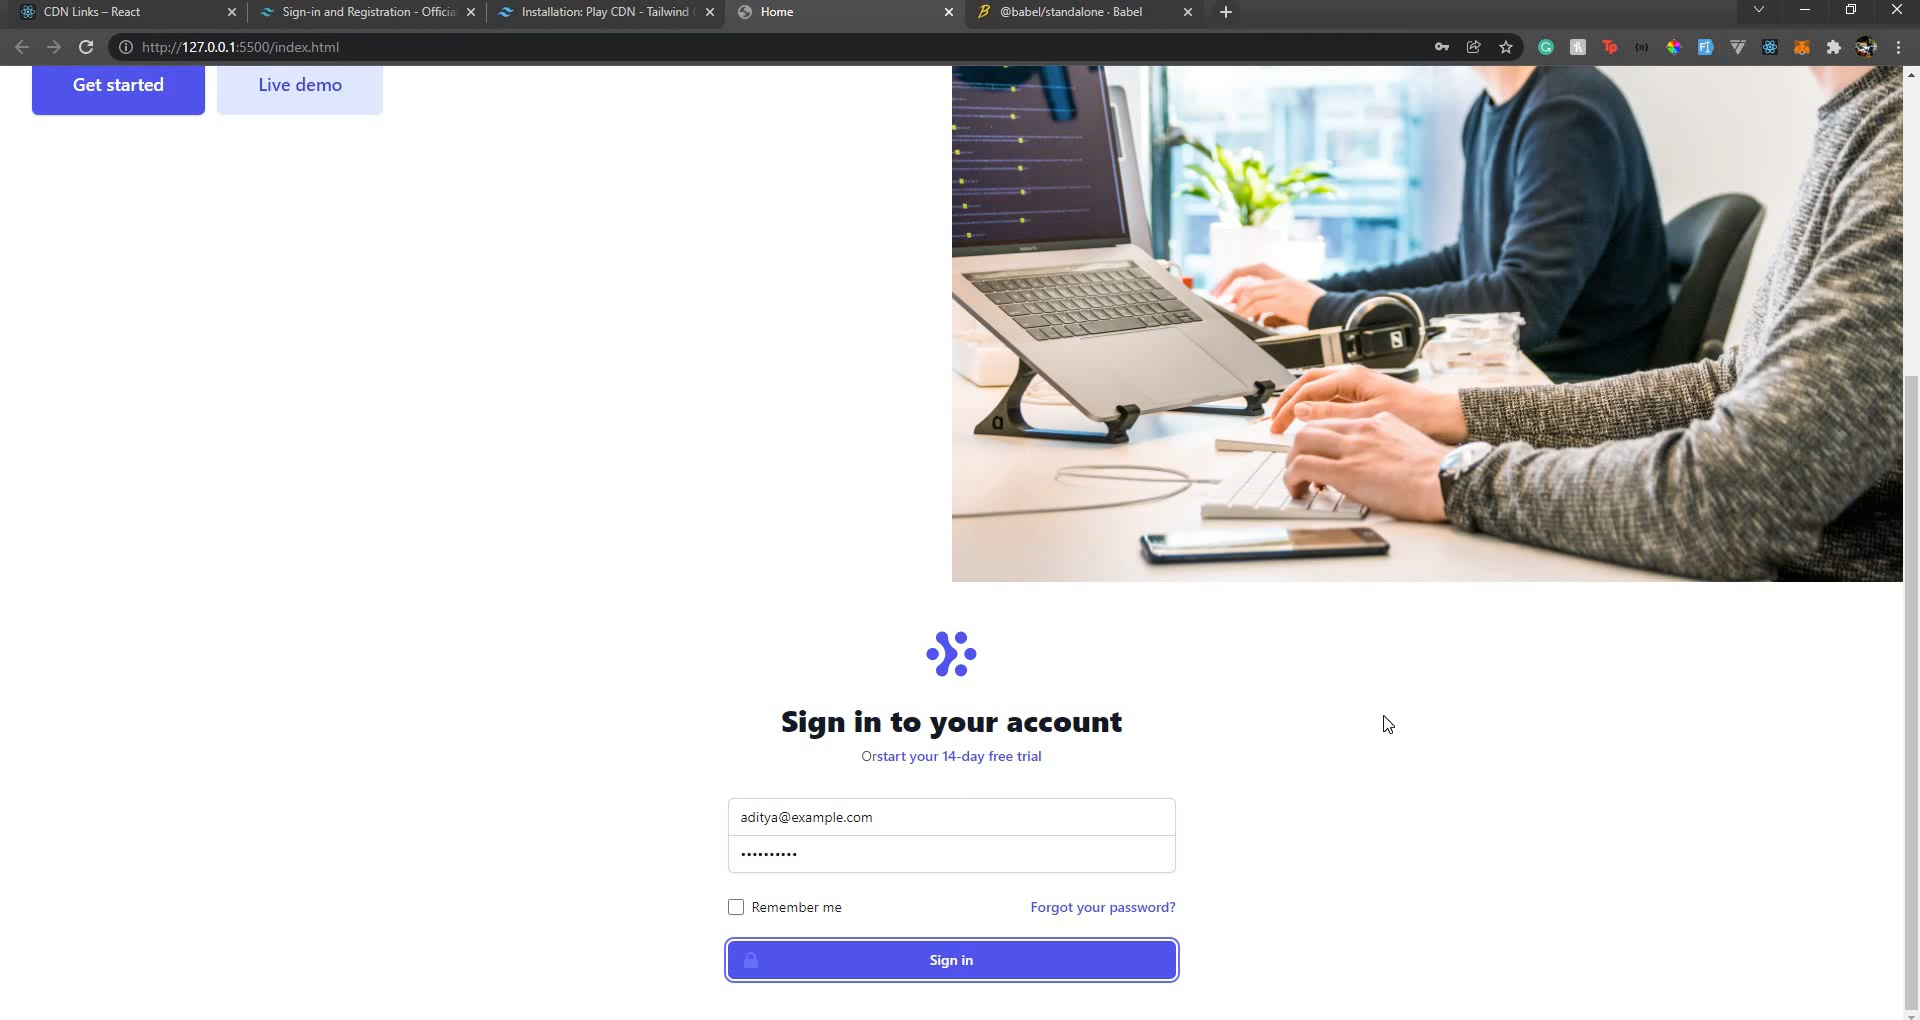 CDN Links – React
Sign-in and Registration - Officia
Installation: Play CDN - Tailwind
Home
@babel/standalone · Babel
http://127.0.0.1:5500/index.html
Get started
Live demo
Sign in to your account
Orstart your 14-day free trial
aditya@example.com
••••••••••
Remember me
Forgot your password?
Sign in